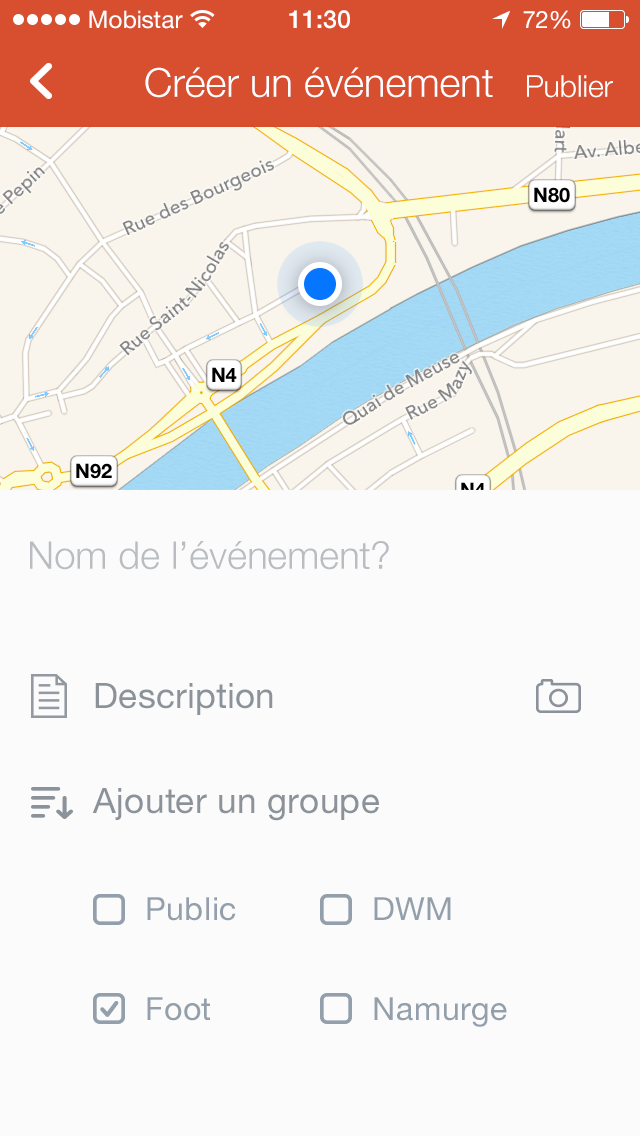 Mobistar 11:30 72%
Créer un événement Publier
Rue des Bourgeois
Pepin
N80
Av. Albe
Rue Saint-Nicolas
N4
Quai de Meuse
Rue Mazy
N92
N4
Nom de l'événement?
Description
Ajouter un groupe
Public DWM
Foot Namurge